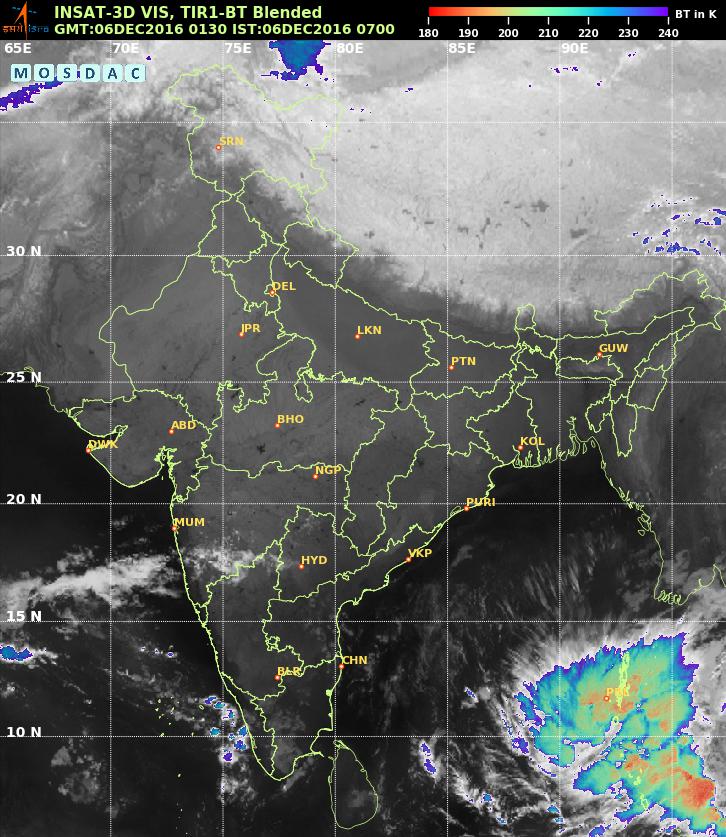 INSAT-3D VIS, TIR1-BT Blended
GMT:06DEC2016 0130 IST:06DEC2016 0700
BT in K
180 190 200 210 220 230 240
65E 70E 75E 80E 85E 90E
MOSDAC
SRN
30 N
DEL
JPR LKN
GUW
PTN
25 N
ABD BHO
DWK KOL
NGP
20 N PURI
MUM
VKP
HYD
15 N
CHN
BLR
10 N